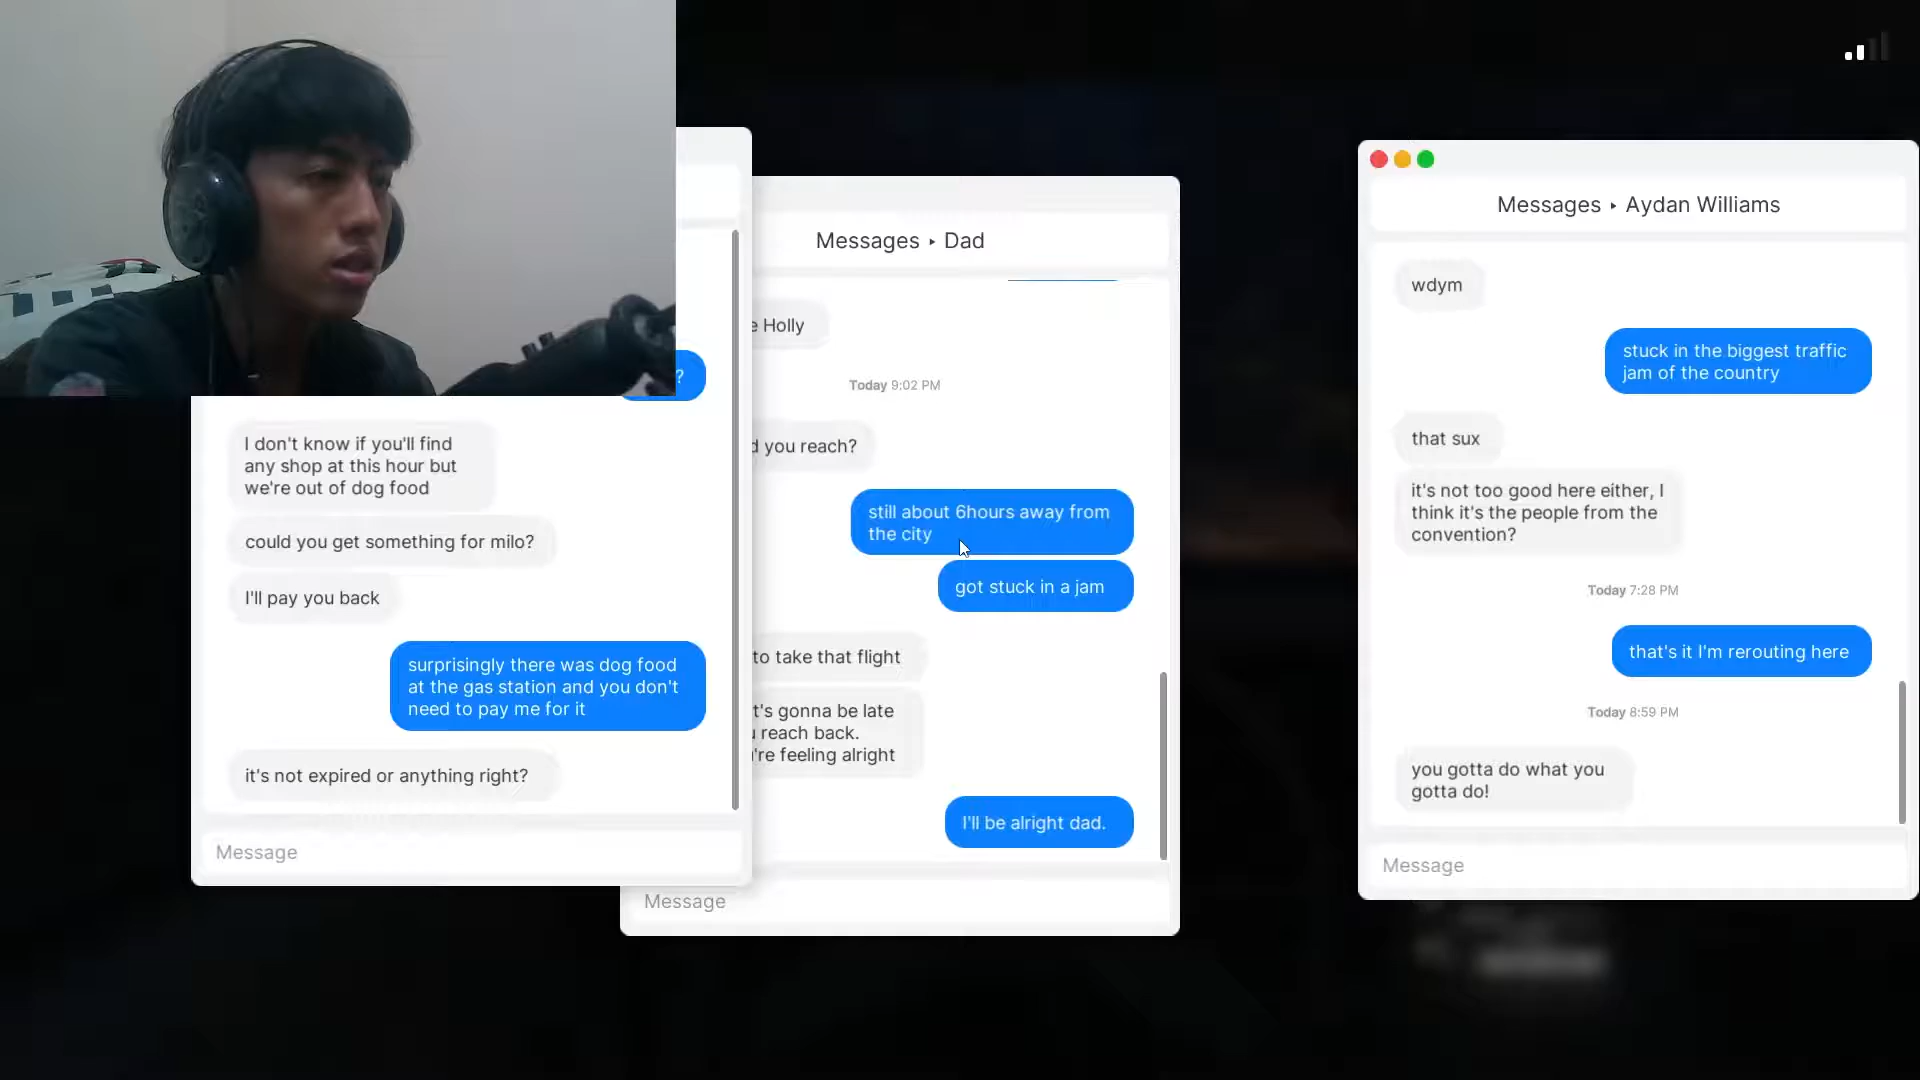 ?
I don't know if you'll find
any shop at this hour but
we're out of dog food
could you get something for milo?
I'll pay you back
surprisingly there was dog food
at the gas station and you don't
need to pay me for it
it's not expired or anything right?
Message
Messages ▸ Dad
Holly
Today 9:02 PM
you reach?
still about 6hours away from
the city
got stuck in a jam
to take that flight
gonna be late
reach back.
feeling alright
I'll be alright dad.
Message
Messages ▸ Aydan Williams
wdym
stuck in the biggest traffic
jam of the country
that sux
it's not too good here either, I
think it's the people from the
convention?
Today 7:28 PM
that's it I'm rerouting here
Today 8:59 PM
you gotta do what you
gotta do!
Message